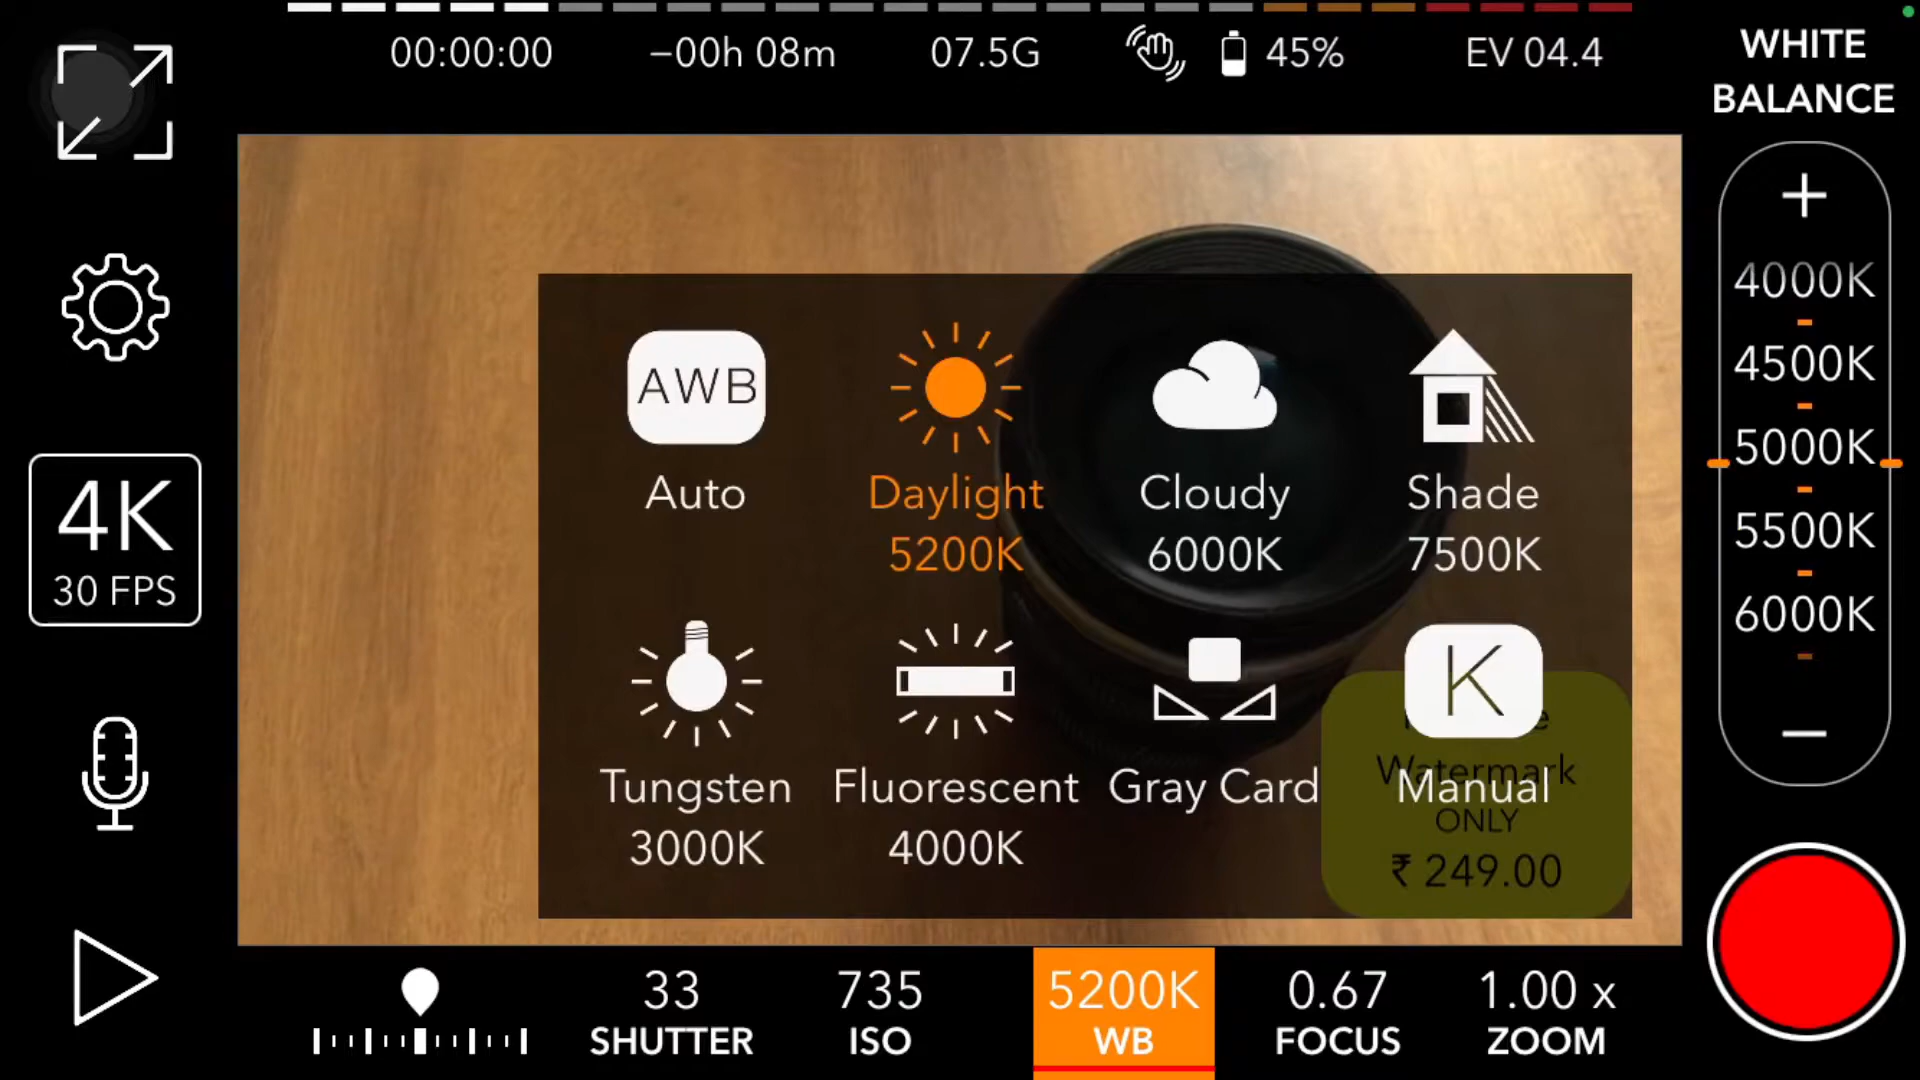 00:00:00
−00h 08m
07.5G
45%
EV 04.4
WHITE
BALANCE
4000K
4500K
5000K
5500K
6000K
4K
30 FPS
AWB
Auto
Daylight
5200K
Cloudy
6000K
Shade
7500K
Tungsten
3000K
Fluorescent
4000K
Gray Card
K
Manual
Watermark
ONLY
₹ 249.00
33
SHUTTER
735
ISO
5200K
WB
0.67
FOCUS
1.00 x
ZOOM